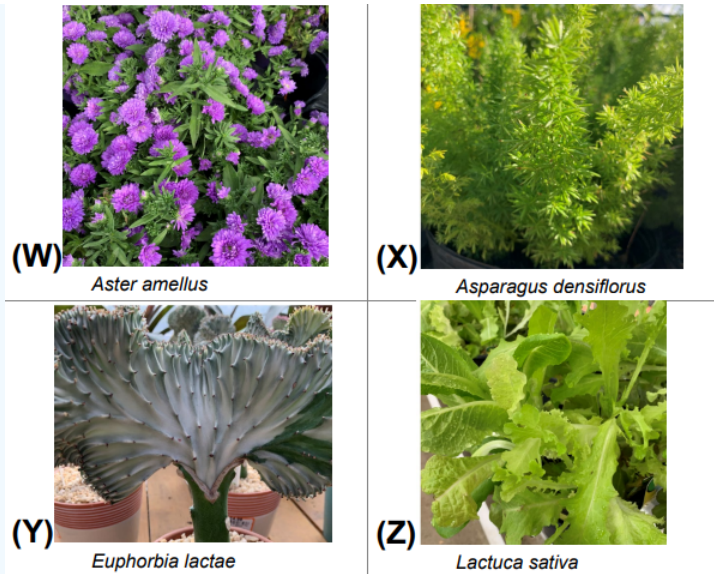 (W)
Aster amellus
(X)
Asparagus densiflorus
(Y)
Euphorbia lactae
(Z)
Lactuca sativa